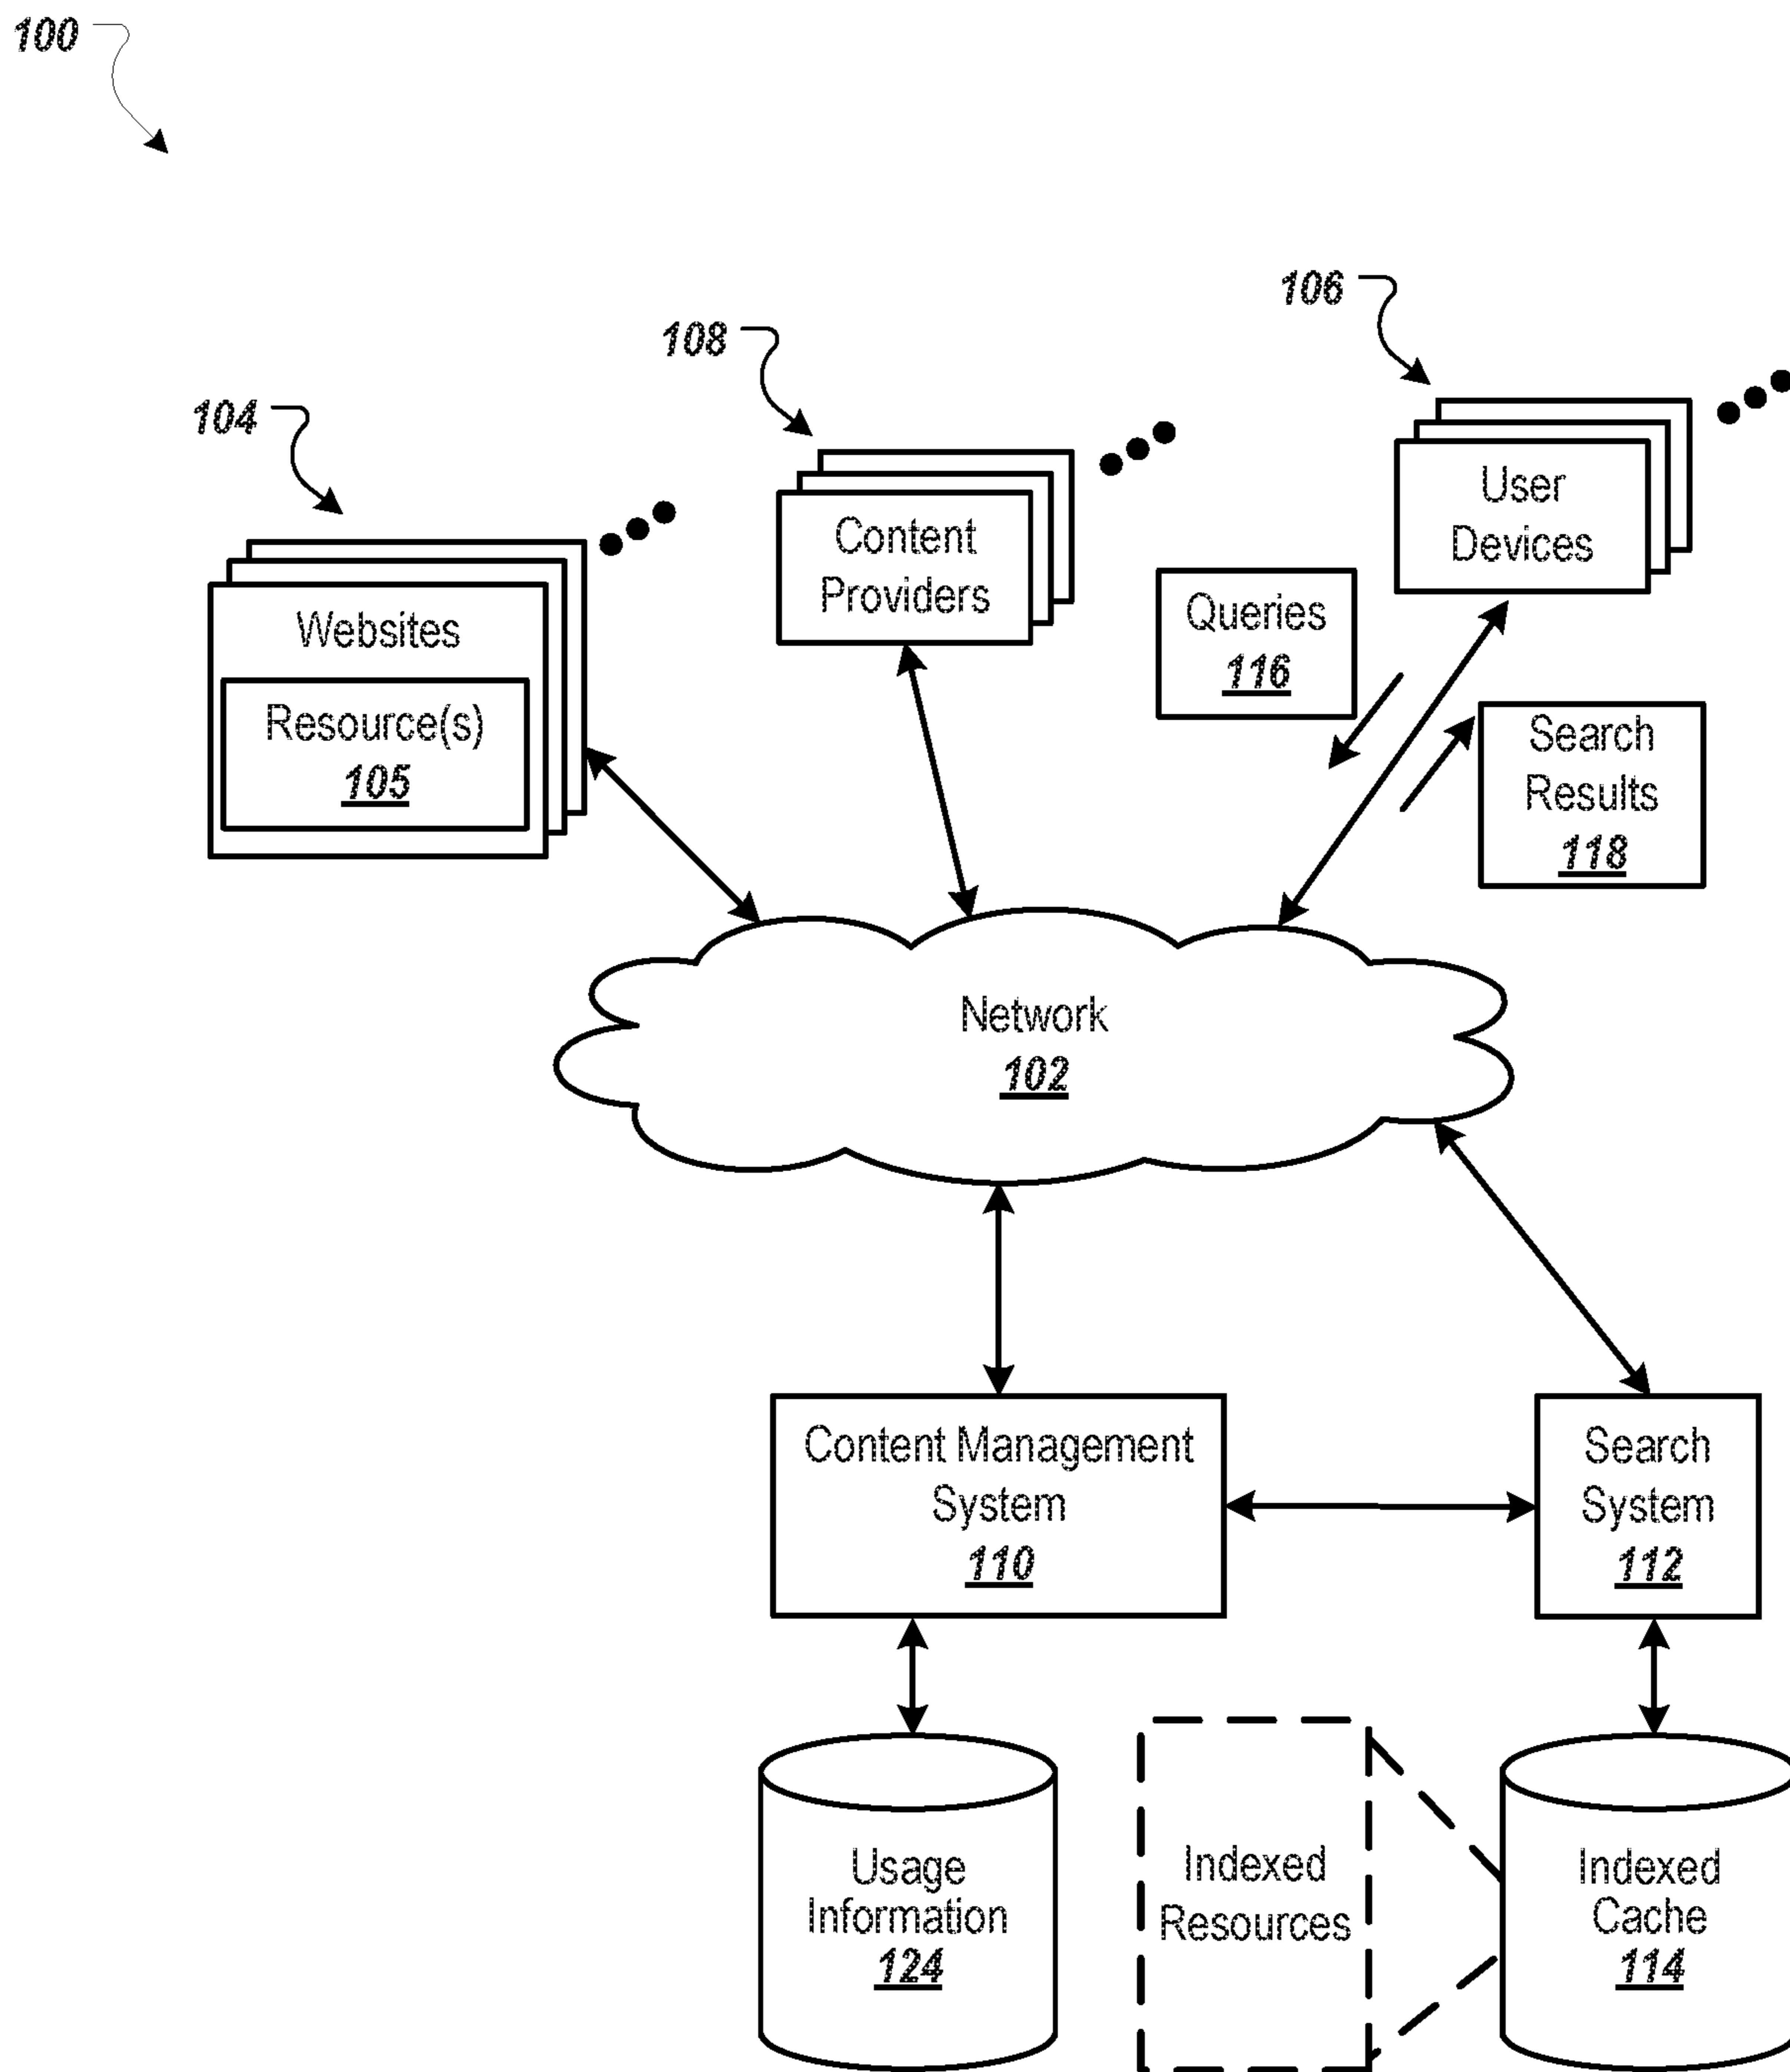 100
106
108
104
User
Devices
Content
Providers
Queries
116
Websites
Resource(s)
105
Search
Results
118
Network
102
Content Management
System
110
Search
System
112
Usage
Information
124
Indexed
Resources
Indexed
Cache
114